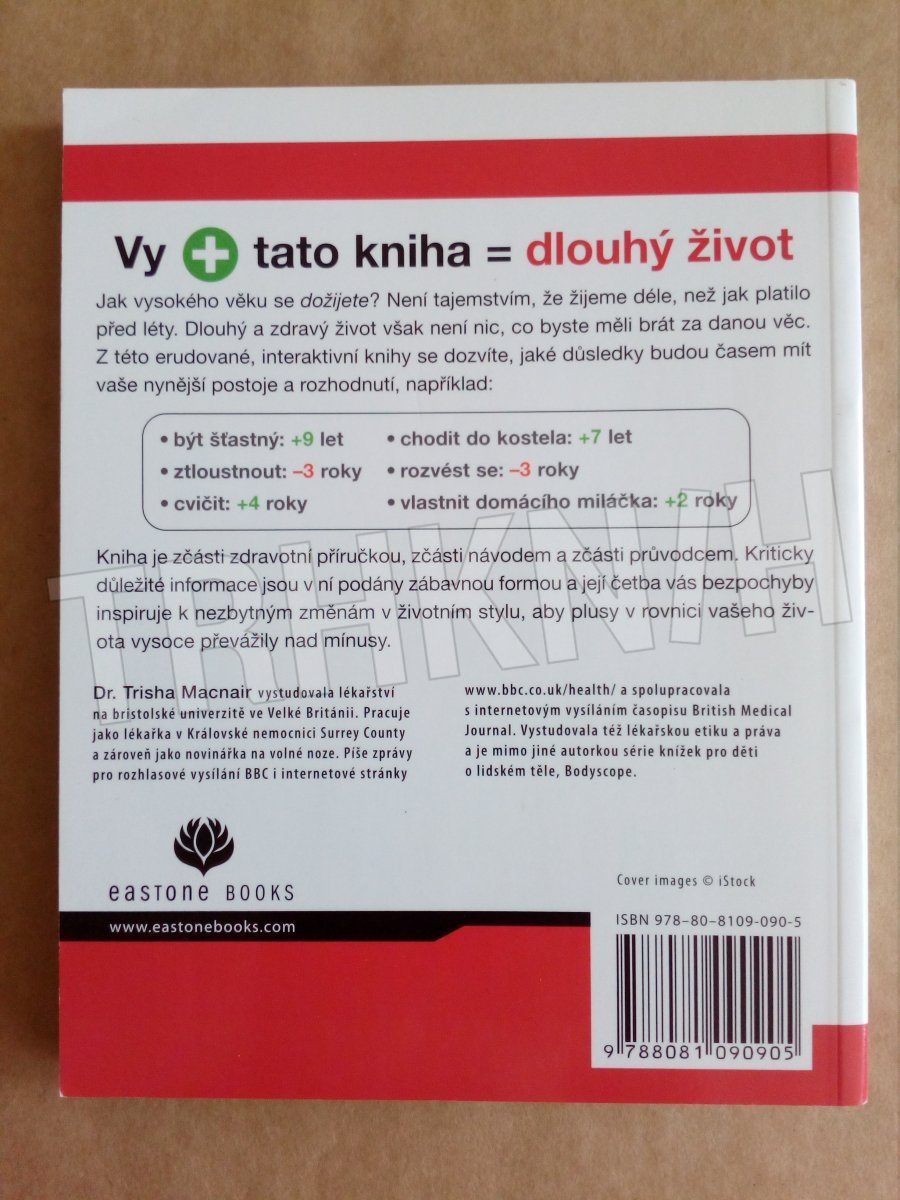 Vy + tato kniha = dlouhý život
Jak vysokého věku se dožijete? Není tajemstvím, že žijeme déle, než jak platilo
před léty. Dlouhý a zdravý život však není nic, co byste měli brát za danou věc.
Z této erudované, interaktivní knihy se dozvíte, jaké důsledky budou časem mít
vaše nynější postoje a rozhodnutí, například:
• být šťastný: +9 let
• ztloustnout: –3 roky
• cvičit: +4 roky
• chodit do kostela: +7 let
• rozvést se: –3 roky
• vlastnit domácího miláčka: +2 roky
Kniha je zčásti zdravotní příručkou, zčásti návodem a zčásti průvodcem. Kriticky
důležité informace jsou v ní podány zábavnou formou a její četba vás bezpochyby
inspiruje k nezbytným změnám v životním stylu, aby plusy v rovnici vašeho živ-
ota vysoce převážily nad mínusy.
Dr. Trisha Macnair vystudovala lékařství
na bristolské univerzitě ve Velké Británii. Pracuje
jako lékařka v Královské nemocnici Surrey County
a zároveň jako novinářka na volné noze. Píše zprávy
pro rozhlasové vysílání BBC i internetové stránky
www.bbc.co.uk/health/ a spolupracovala
s internetovým vysíláním časopisu British Medical
Journal. Vystudovala též lékařskou etiku a práva
a je mimo jiné autorkou série knížek pro děti
o lidském těle, Bodyscope.
eastone BOOKS
www.eastonebooks.com
Cover images © iStock
ISBN 978–80–8109–090-5
9 788081 090905
TRHKNIH